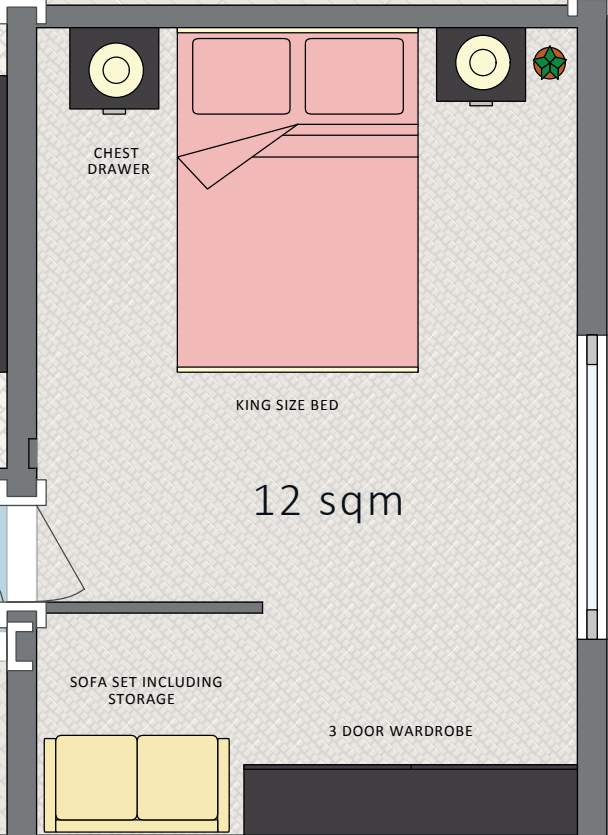 CHEST
DRAWER
KING SIZE BED
12 sqm
SOFA SET INCLUDING
STORAGE
3 DOOR WARDROBE